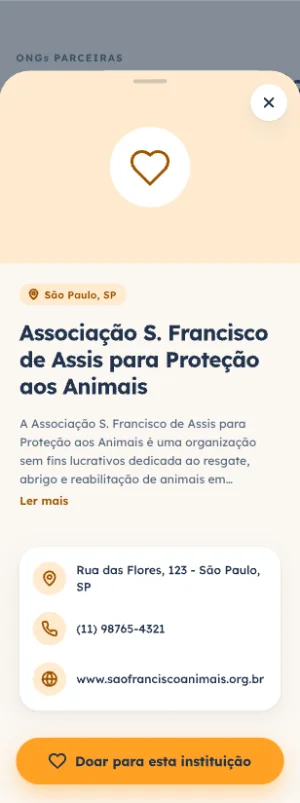 ONGs PARCEIRAS
São Paulo, SP
Associação S. Francisco
de Assis para Proteção
aos Animais
A Associação S. Francisco de Assis para
Proteção aos Animais é uma organização
sem fins lucrativos dedicada ao resgate,
abrigo e reabilitação de animais em...
Ler mais
Rua das Flores, 123 - São Paulo,
SP
(11) 98765-4321
www.saofranciscoanimais.org.br
Doar para esta instituição